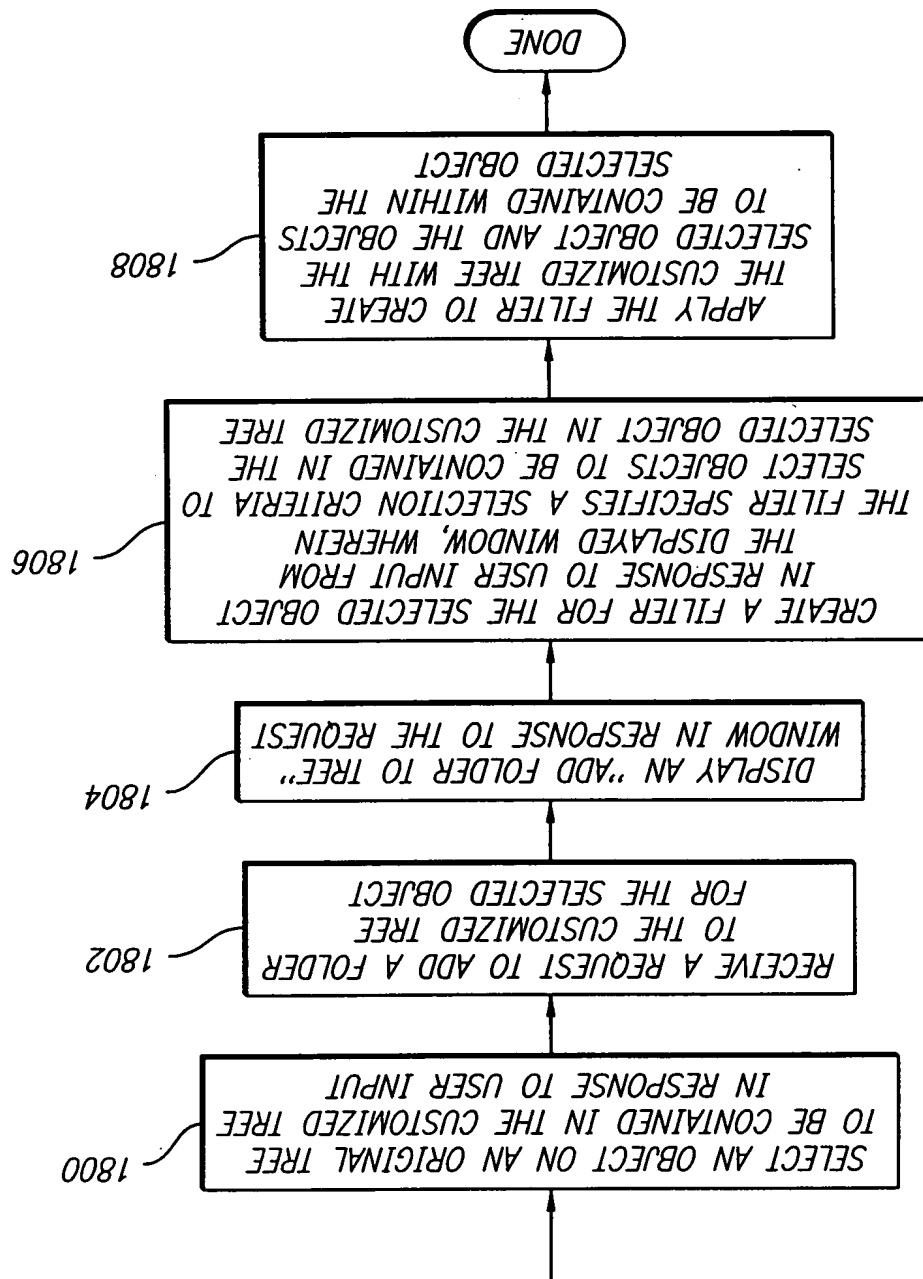 SELECT AN OBJECT ON AN ORIGINAL TREE
TO BE CONTAINED IN THE CUSTOMIZED TREE
IN RESPONSE TO USER INPUT
1800
RECEIVE A REQUEST TO ADD A FOLDER
TO THE CUSTOMIZED TREE
FOR THE SELECTED OBJECT
1802
DISPLAY AN "ADD FOLDER TO TREE"
WINDOW IN RESPONSE TO THE REQUEST
1804
CREATE A FILTER FOR THE SELECTED OBJECT
IN RESPONSE TO USER INPUT FROM
THE DISPLAYED WINDOW, WHEREIN
THE FILTER SPECIFIES A SELECTION CRITERIA TO
SELECT OBJECTS TO BE CONTAINED IN THE
SELECTED OBJECT IN THE CUSTOMIZED TREE
1806
APPLY THE FILTER TO CREATE
THE CUSTOMIZED TREE WITH THE
SELECTED OBJECT AND THE OBJECTS
TO BE CONTAINED WITHIN THE
SELECTED OBJECT
1808
DONE